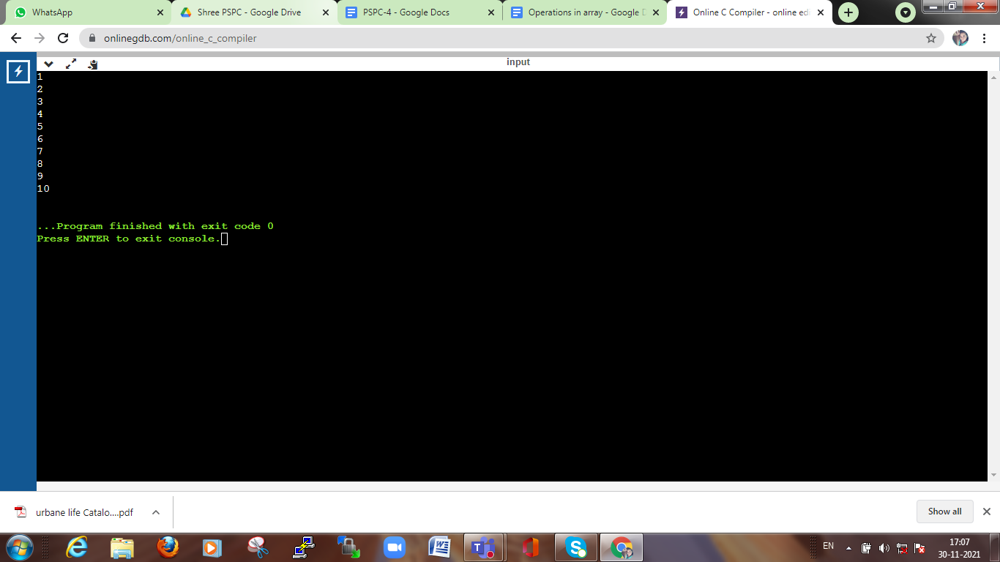 WhatsApp
Shree PSPC - Google Drive
PSPC-4 - Google Docs
Operations in array - Google D
Online C Compiler - online edi
onlinegdb.com/online_c_compiler
input
1
2
3
4
5
6
7
8
9
10
...Program finished with exit code 0
Press ENTER to exit console.
urbane life Catalo....pdf
Show all
EN
17:07
30-11-2021